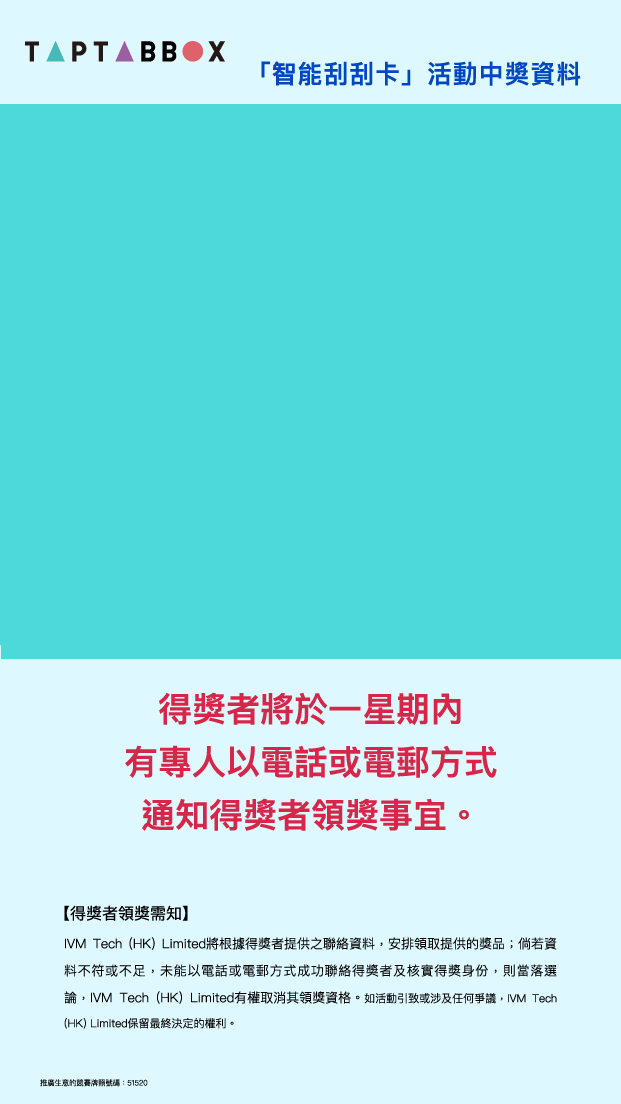 TAPTABBOX
「智能刮刮卡」活動中獎資料
得獎者將於一星期內
有專人以電話或電郵方式
通知得獎者領獎事宜。
【得獎者領獎需知】
IVM Tech (HK) Limited將根據得獎者提供之聯絡資料，安排領取提供的獎品；倘若資
料不符或不足，未能以電話或電郵方式成功聯絡得獎者及核實得獎身份，則當落選
論，IVM Tech (HK) Limited有權取消其領獎資格。如活動引致或涉及任何爭議，IVM Tech
(HK) Limited保留最終決定的權利。
推廣生意的競賽牌照號碼：51520